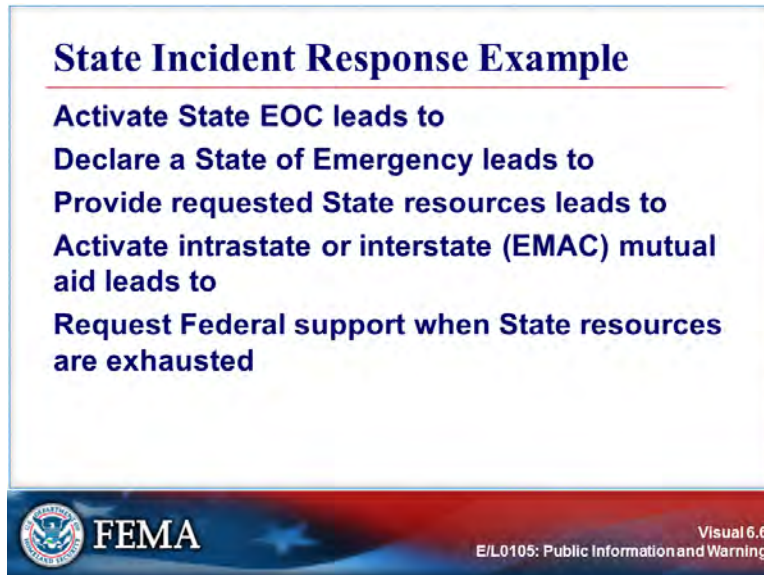 State Incident Response Example
Activate State EOC leads to
Declare a State of Emergency leads to
Provide requested State resources leads to
Activate intrastate or interstate (EMAC) mutual
aid leads to
Request Federal support when State resources
are exhausted
FEMA
Visual 6.6
E/L0105: Public Information and Warning